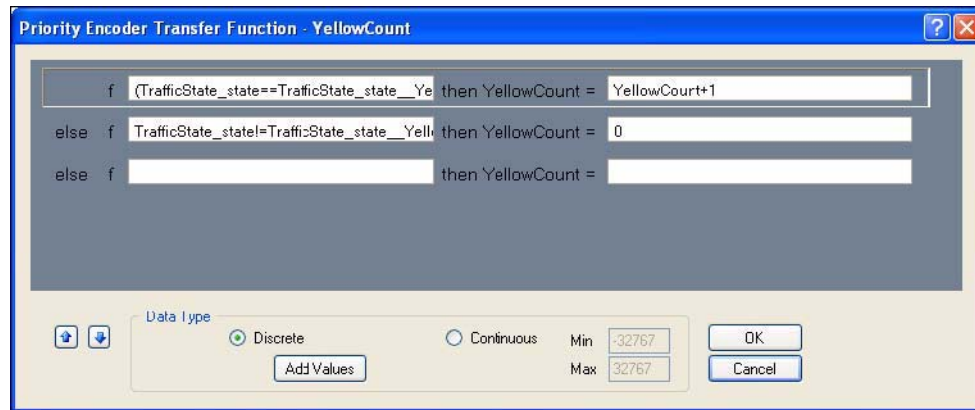 Priority Encoder Transfer Function - YellowCount
f (TrafficState_state==TrafficState_state__Ye then YellowCount = YellowCourt+1
else f TrafficState_state!=TrafficState_state__Yell then YellowCount = 0
else f then YellowCount =
Data Type
Discrete Continuous Min -32767 OK
Add Values Max 32767 Cancel